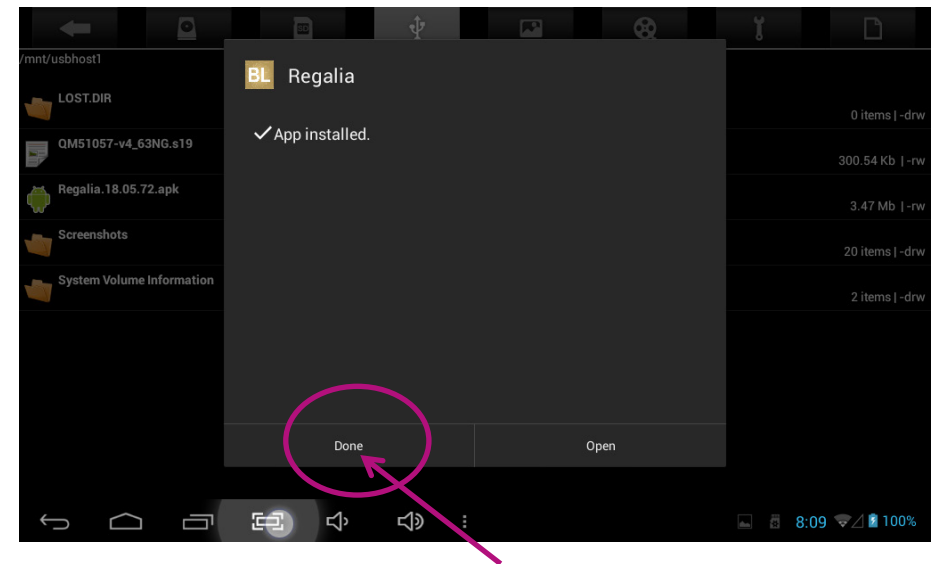 /mnt/usbhost1
BL Regalia
App installed.
LOST.DIR
0 items | -drw
QM51057-v4_63NG.s19
300.54 Kb | -rw
Regalia.18.05.72.apk
3.47 Mb | -rw
Screenshots
20 items | -drw
System Volume Information
2 items | -drw
Done Open
8:09 100%